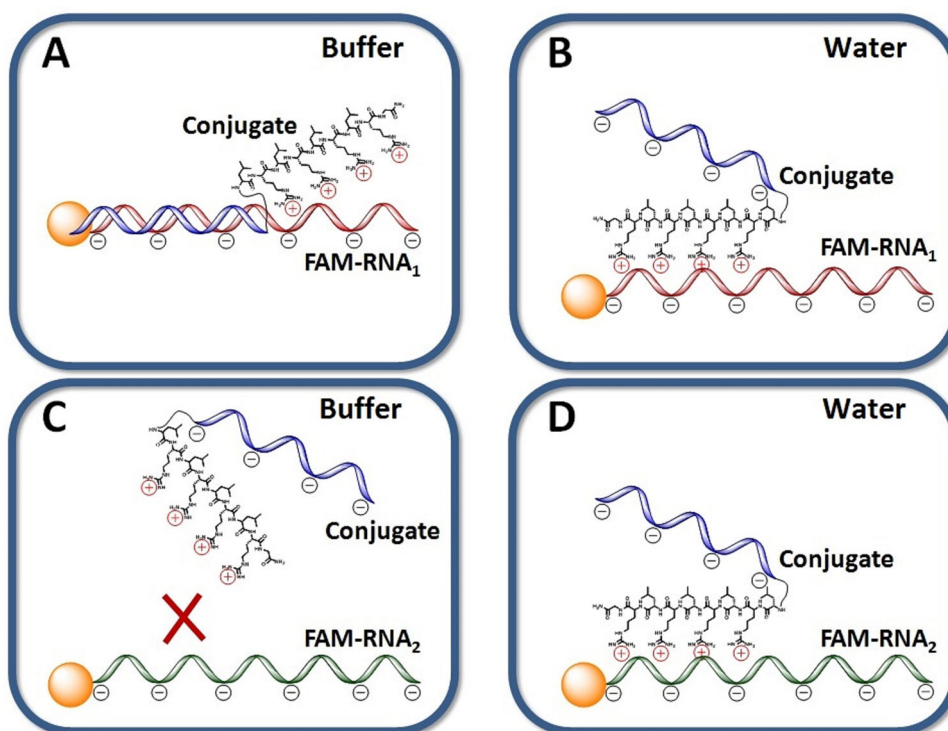 A
Buffer
Conjugate
FAM-RNA₁
B
Water
Conjugate
FAM-RNA₁
C
Buffer
Conjugate
FAM-RNA₂
D
Water
Conjugate
FAM-RNA₂